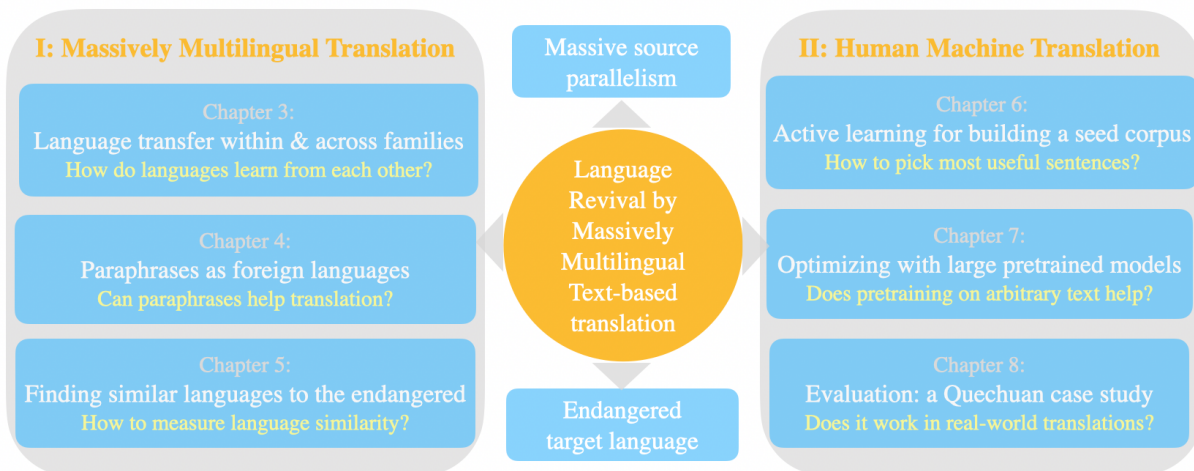 I: Massively Multilingual Translation
Chapter 3:
Language transfer within & across families
How do languages learn from each other?
Chapter 4:
Paraphrases as foreign languages
Can paraphrases help translation?
Chapter 5:
Finding similar languages to the endangered
How to measure language similarity?
Massive source
parallelism
Language
Revival by
Massively
Multilingual
Text-based
translation
Endangered
target language
II: Human Machine Translation
Chapter 6:
Active learning for building a seed corpus
How to pick most useful sentences?
Chapter 7:
Optimizing with large pretrained models
Does pretraining on arbitrary text help?
Chapter 8:
Evaluation: a Quechuan case study
Does it work in real-world translations?